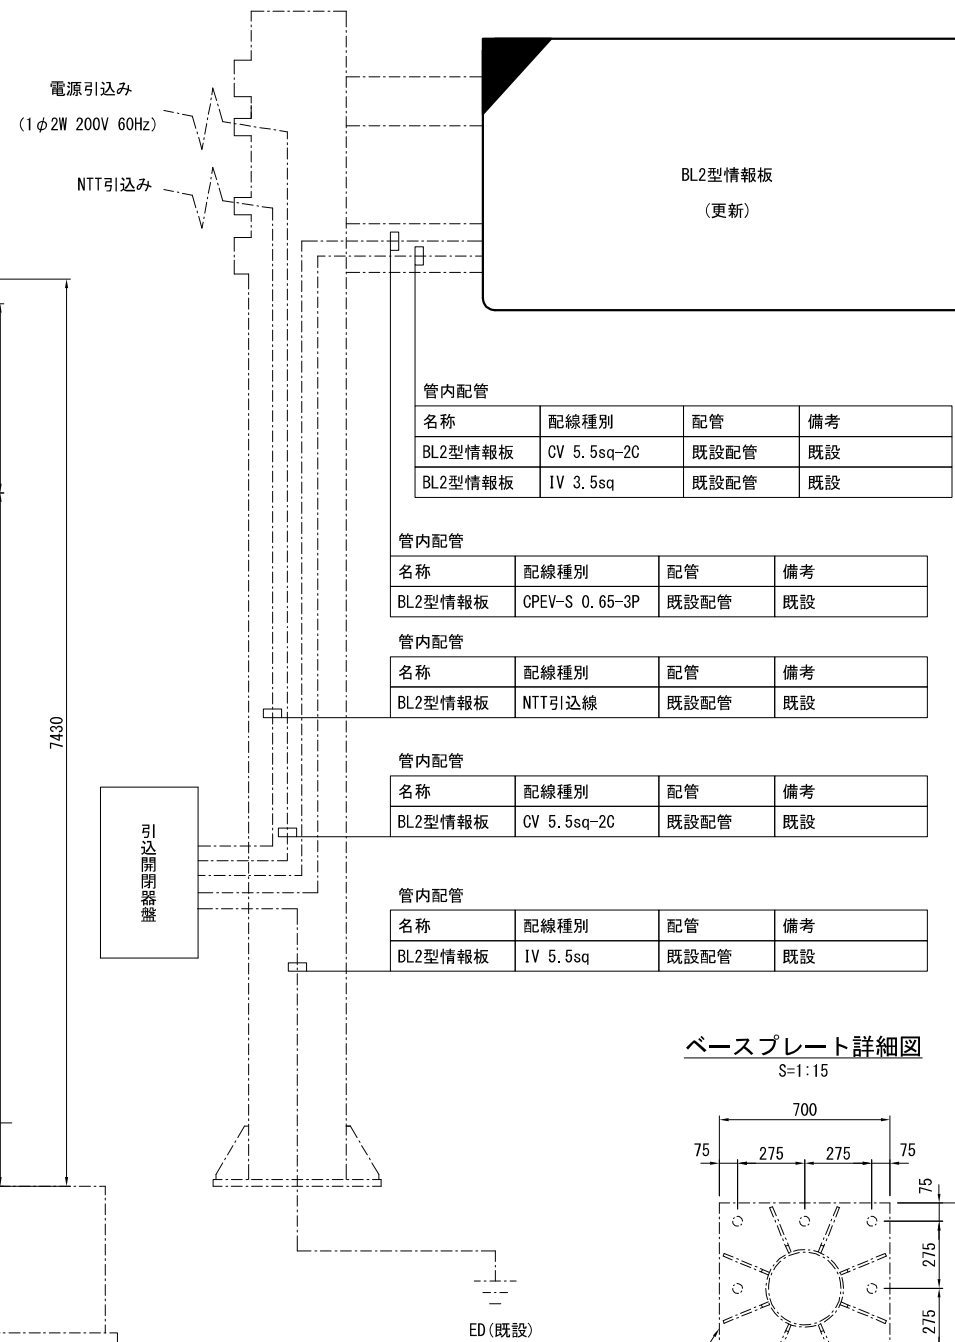 電源引込み
(1φ2W 200V 60Hz)
NTT引込み
BL2型情報板
(更新)
管内配管
名称 配線種別 配管 備考
BL2型情報板 CV 5.5sq-2C 既設配管 既設
BL2型情報板 IV 3.5sq 既設配管 既設
管内配管
名称 配線種別 配管 備考
BL2型情報板 CPEV-S 0.65-3P 既設配管 既設
管内配管
名称 配線種別 配管 備考
BL2型情報板 NTT引込線 既設配管 既設
7430
管内配管
名称 配線種別 配管 備考
BL2型情報板 CV 5.5sq-2C 既設配管 既設
引込開閉器盤
管内配管
名称 配線種別 配管 備考
BL2型情報板 IV 5.5sq 既設配管 既設
ベースプレート詳細図
S=1:15
700
75 275 275 75
75
275
275
ED(既設)